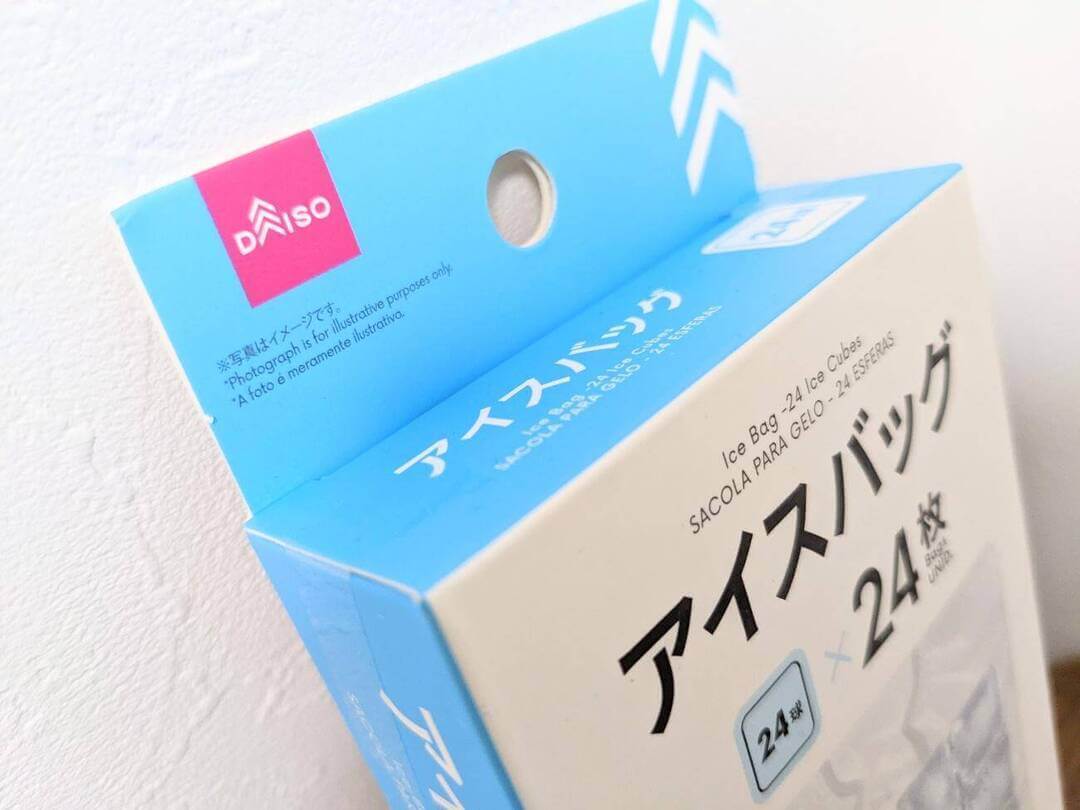 DAISO
※写真はイメージです。
*Photograph is for illustrative purposes only.
*A foto é meramente ilustrativa.
アイスバッグ
Ice Bag -24 Ice Cubes
SACOLA PARA GELO - 24 ESFERAS
Ice Bag -24 Ice Cubes
SACOLA PARA GELO - 24 ESFERAS
アイスバッグ
24球
×
24枚
Bags
UNID.